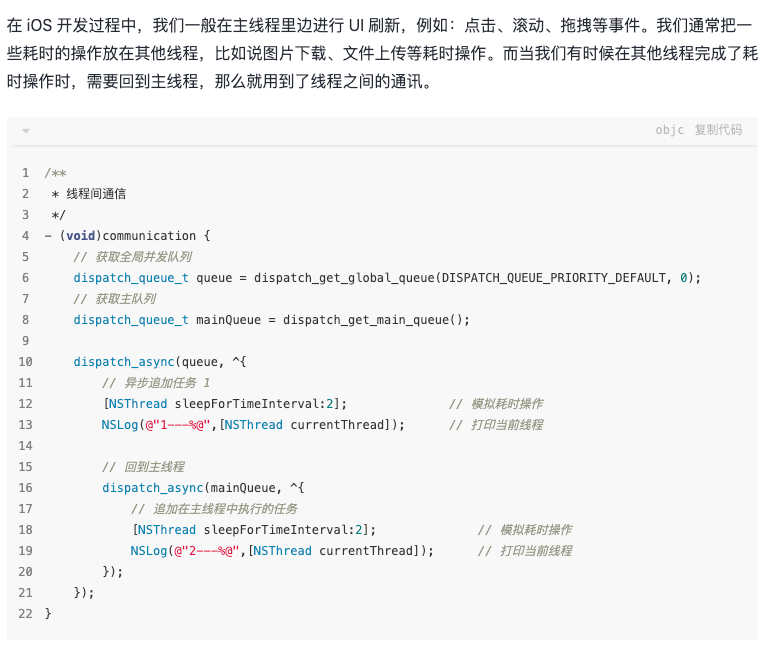 在 iOS 开发过程中，我们一般在主线程里边进行 UI 刷新，例如：点击、滚动、拖拽等事件。我们通常把一
些耗时的操作放在其他线程，比如说图片下载、文件上传等耗时操作。而当我们有时候在其他线程完成了耗
时操作时，需要回到主线程，那么就用到了线程之间的通讯。
objc 复制代码
1 /**
2  * 线程间通信
3  */
4 - (void)communication {
5     // 获取全局并发队列
6     dispatch_queue_t queue = dispatch_get_global_queue(DISPATCH_QUEUE_PRIORITY_DEFAULT, 0);
7     // 获取主队列
8     dispatch_queue_t mainQueue = dispatch_get_main_queue();
9
10     dispatch_async(queue, ^{
11         // 异步追加任务 1
12         [NSThread sleepForTimeInterval:2];              // 模拟耗时操作
13         NSLog(@"1---%@",[NSThread currentThread]);      // 打印当前线程
14
15         // 回到主线程
16         dispatch_async(mainQueue, ^{
17             // 追加在主线程中执行的任务
18             [NSThread sleepForTimeInterval:2];              // 模拟耗时操作
19             NSLog(@"2---%@",[NSThread currentThread]);      // 打印当前线程
20         });
21     });
22 }